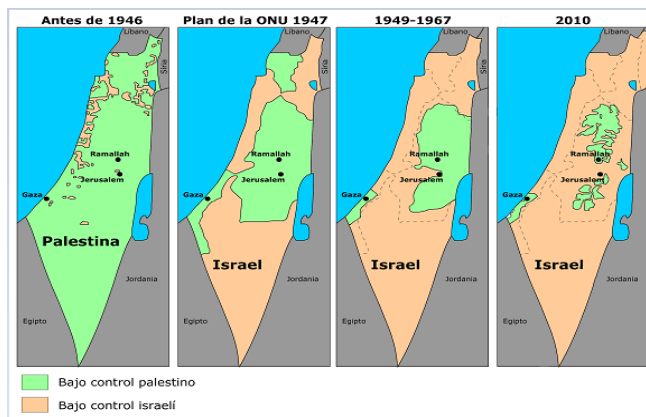 Antes de 1946
Líbano
Siria
Ramallah
Jerusalem
Gaza
Palestina
Jordania
Egipto
Plan de la ONU 1947
Ramallah
Jerusalem
Gaza
Israel
Jordania
Egipto
1949-1967
Líbano
Siria
Ramallah
Jerusalem
Gaza
Israel
Jordania
Egipto
2010
Líbano
Siria
Ramallah
Jerusalem
Gaza
Israel
Jordania
Egipto
Bajo control palestino
Bajo control israelí